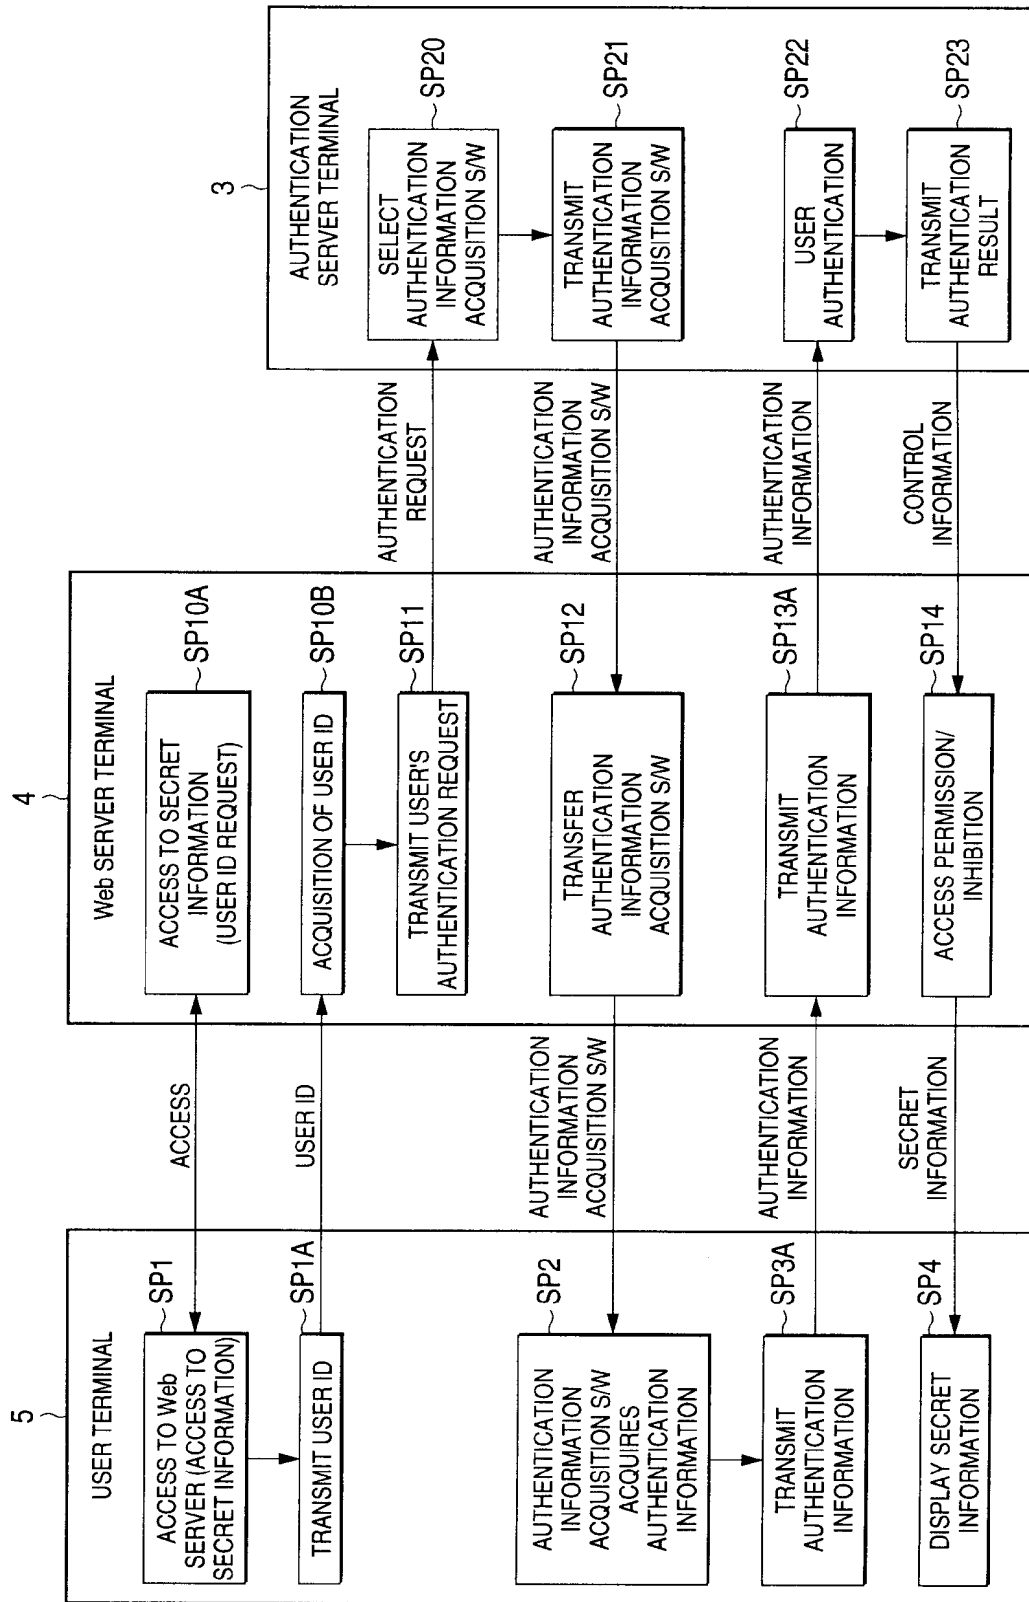 5
USER TERMINAL
ACCESS TO Web
SERVER (ACCESS TO
SECRET INFORMATION)
SP1
TRANSMIT USER ID
SP1A
AUTHENTICATION
INFORMATION
ACQUISITION S/W
ACQUIRES
AUTHENTICATION
INFORMATION
SP2
TRANSMIT
AUTHENTICATION
INFORMATION
SP3A
DISPLAY SECRET
INFORMATION
SP4
ACCESS
USER ID
AUTHENTICATION
INFORMATION
ACQUISITION S/W
AUTHENTICATION
INFORMATION
SECRET
INFORMATION
4
Web SERVER TERMINAL
ACCESS TO SECRET
INFORMATION
(USER ID REQUEST)
SP10A
ACQUISITION OF USER ID
SP10B
TRANSMIT USER'S
AUTHENTICATION REQUEST
SP11
TRANSFER
AUTHENTICATION
INFORMATION
ACQUISITION S/W
SP12
TRANSMIT
AUTHENTICATION
INFORMATION
SP13A
ACCESS PERMISSION/
INHIBITION
SP14
AUTHENTICATION
REQUEST
AUTHENTICATION
INFORMATION
ACQUISITION S/W
AUTHENTICATION
INFORMATION
CONTROL
INFORMATION
3
AUTHENTICATION
SERVER TERMINAL
SELECT
AUTHENTICATION
INFORMATION
ACQUISITION S/W
SP20
TRANSMIT
AUTHENTICATION
INFORMATION
ACQUISITION S/W
SP21
USER
AUTHENTICATION
SP22
TRANSMIT
AUTHENTICATION
RESULT
SP23